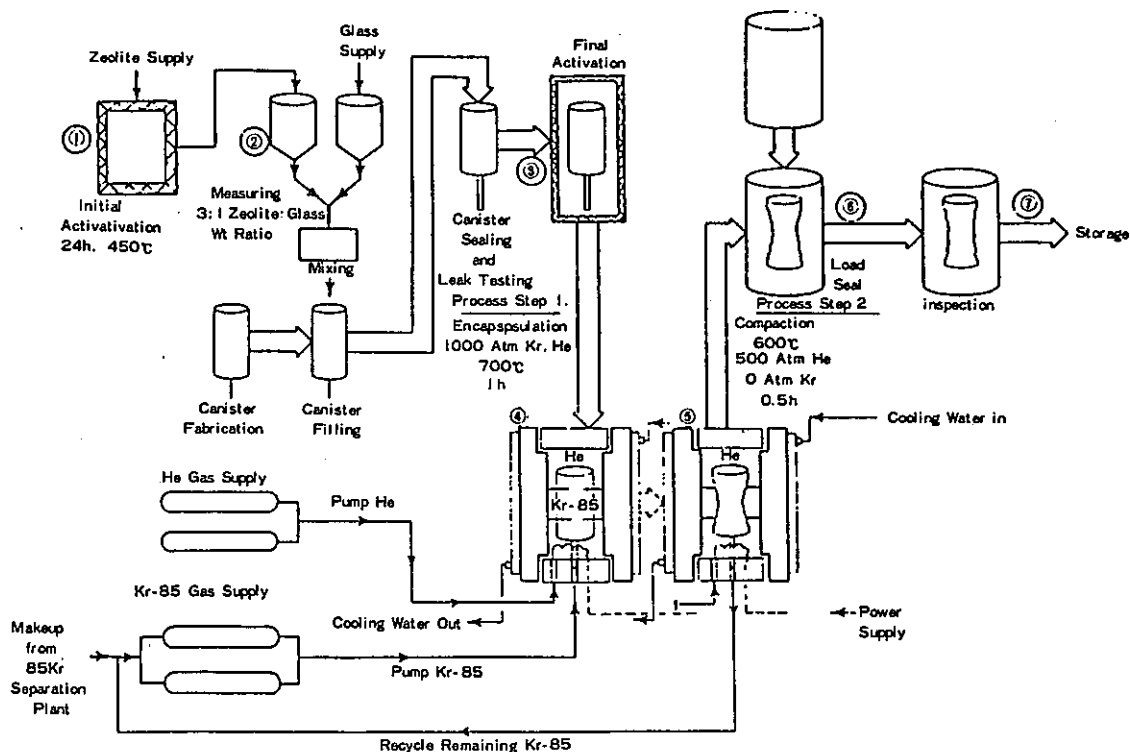 Zeolite Supply
①
Initial
Activativation
24h. 450℃
②
Glass
Supply
Measuring
3:1 Zeolite:Glass
Wt Ratio
Mixing
Canister
Fabrication
Canister
Filling
Canister
Sealing
and
Leak Testing
③
Final
Activation
Process Step 1.
Encapspsulation
1000 Atm Kr, He
700℃
1h
⑥
Load
Seal
Process Step 2
Compaction
600℃
500 Atm He
0 Atm Kr
0.5h
inspection
⑦
Storage
④
He
Kr-85
⑤
He
Cooling Water in
He Gas Supply
Pump He
Kr-85 Gas Supply
Cooling Water Out
Power
Supply
Makeup
from
85Kr
Separation
Plant
Pump Kr-85
Recycle Remaining Kr-85